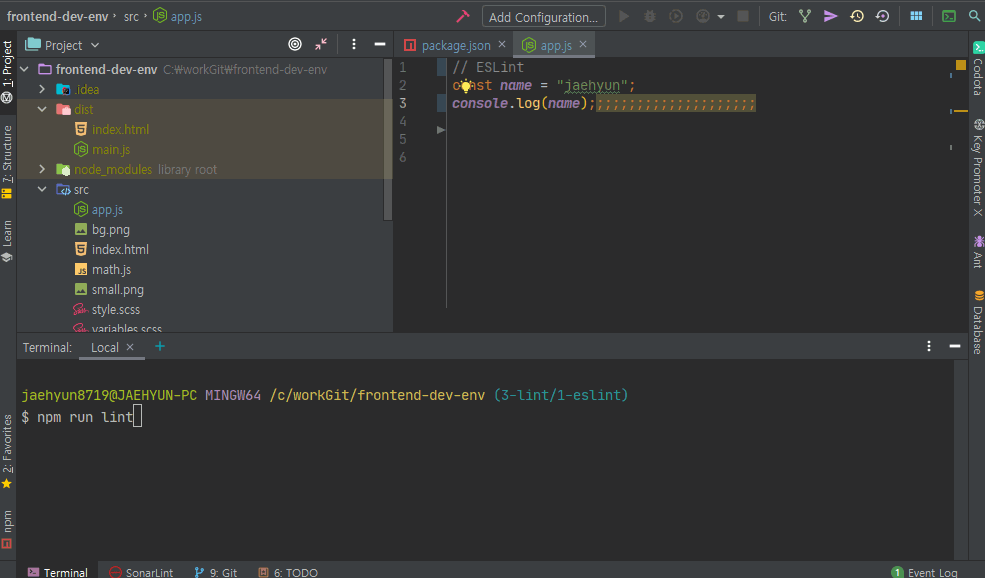 frontend-dev-env › src › app.js
Add Configuration...
Git:
Project
package.json ×
app.js ×
1: Project
7: Structure
Learn
2: Favorites
npm
frontend-dev-env C:₩workGit₩frontend-dev-env
.idea
dist
index.html
main.js
node_modules library root
src
app.js
bg.png
index.html
math.js
small.png
style.scss
variables.scss
1 // ESLint
2 const name = "jaehyun";
3 console.log(name);;;;;;;;;;;;;;;;;;;;
4
5
6
Codota
Key Promoter X
Ant
Database
Terminal: Local × +
jaehyun8719@JAEHYUN-PC MINGW64 /c/workGit/frontend-dev-env (3-lint/1-eslint)
$ npm run lint
Terminal
SonarLint
9: Git
6: TODO
1 Event Log